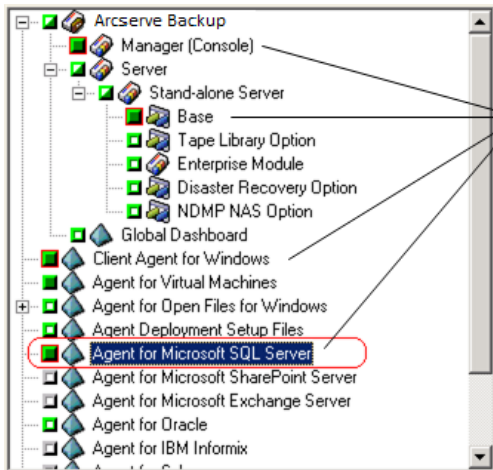 Arcserve Backup
Manager (Console)
Server
Stand-alone Server
Base
Tape Library Option
Enterprise Module
Disaster Recovery Option
NDMP NAS Option
Global Dashboard
Client Agent for Windows
Agent for Virtual Machines
Agent for Open Files for Windows
Agent Deployment Setup Files
Agent for Microsoft SQL Server
Agent for Microsoft SharePoint Server
Agent for Microsoft Exchange Server
Agent for Oracle
Agent for IBM Informix